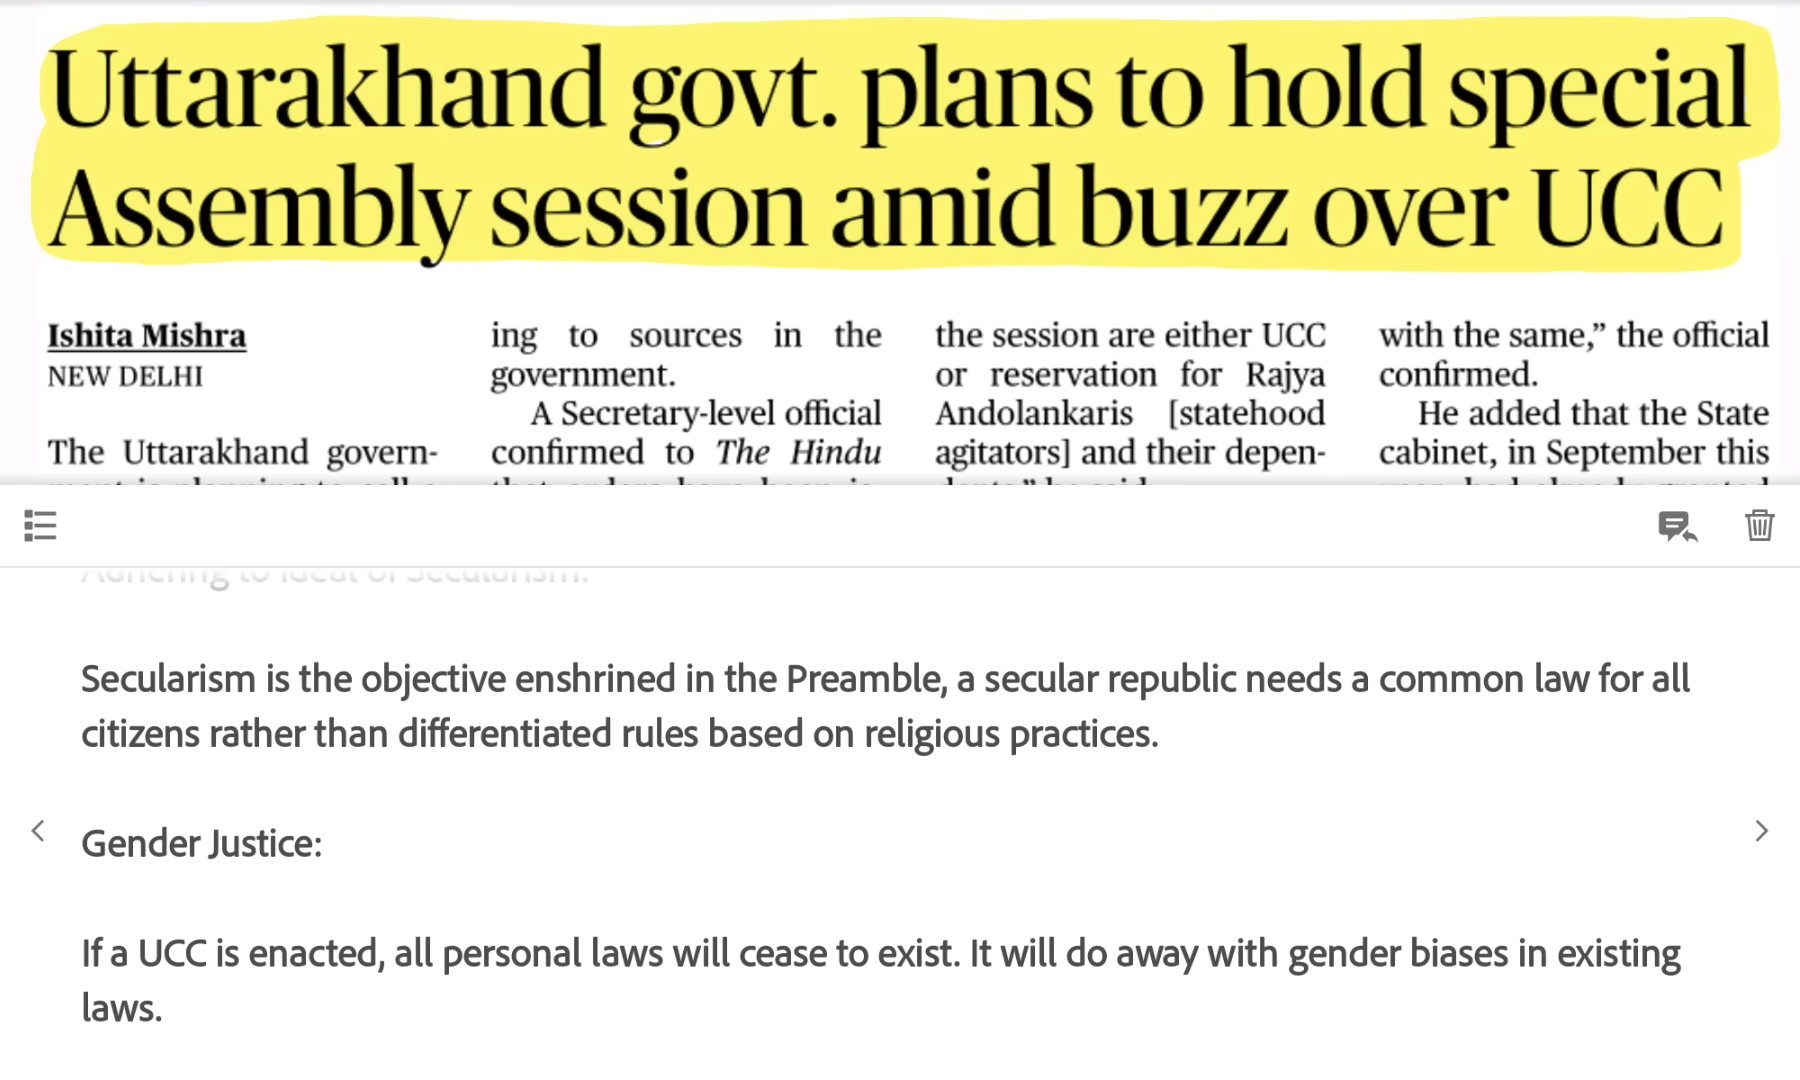 Uttarakhand govt. plans to hold special
Assembly session amid buzz over UCC
Ishita Mishra
NEW DELHI
The Uttarakhand govern-
ing to sources in the
government.
A Secretary-level official
confirmed to The Hindu
the session are either UCC
or reservation for Rajya
Andolankaris [statehood
agitators] and their depen-
with the same,” the official
confirmed.
He added that the State
cabinet, in September this
Adhering to Ideal of Secularism:
Secularism is the objective enshrined in the Preamble, a secular republic needs a common law for all
citizens rather than differentiated rules based on religious practices.
Gender Justice:
If a UCC is enacted, all personal laws will cease to exist. It will do away with gender biases in existing
laws.